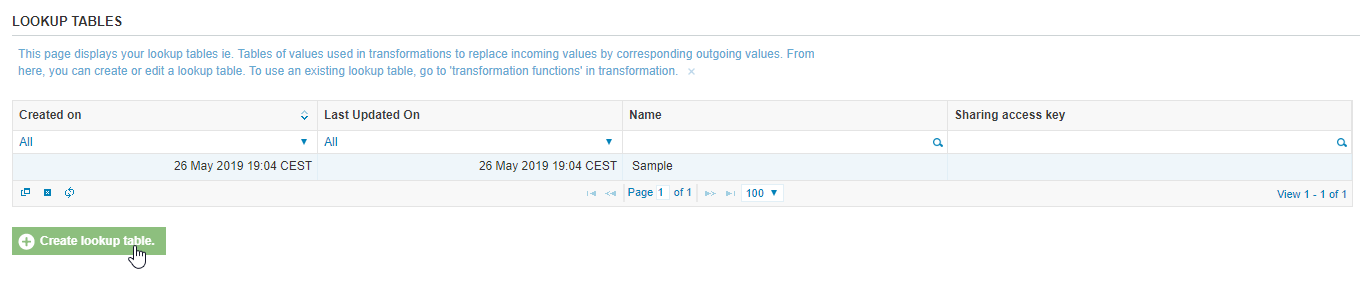 LOOKUP TABLES
This page displays your lookup tables ie. Tables of values used in transformations to replace incoming values by corresponding outgoing values. From
here, you can create or edit a lookup table. To use an existing lookup table, go to 'transformation functions' in transformation. ×
Created on Last Updated On Name Sharing access key
All All
26 May 2019 19:04 CEST 26 May 2019 19:04 CEST Sample
Page 1 of 1 100 View 1 - 1 of 1
Create lookup table.